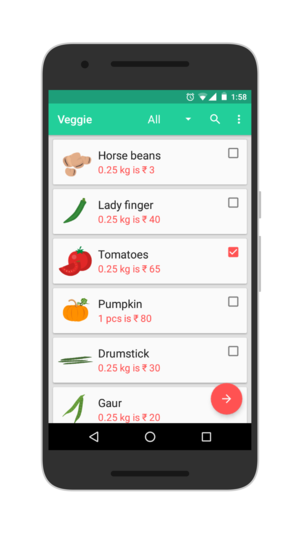 1:58
Veggie All
Horse beans
0.25 kg is ₹ 3
Lady finger
0.25 kg is ₹ 40
Tomatoes
0.25 kg is ₹ 65
Pumpkin
1 pcs is ₹ 80
Drumstick
0.25 kg is ₹ 30
Gaur
0.25 kg is ₹ 20